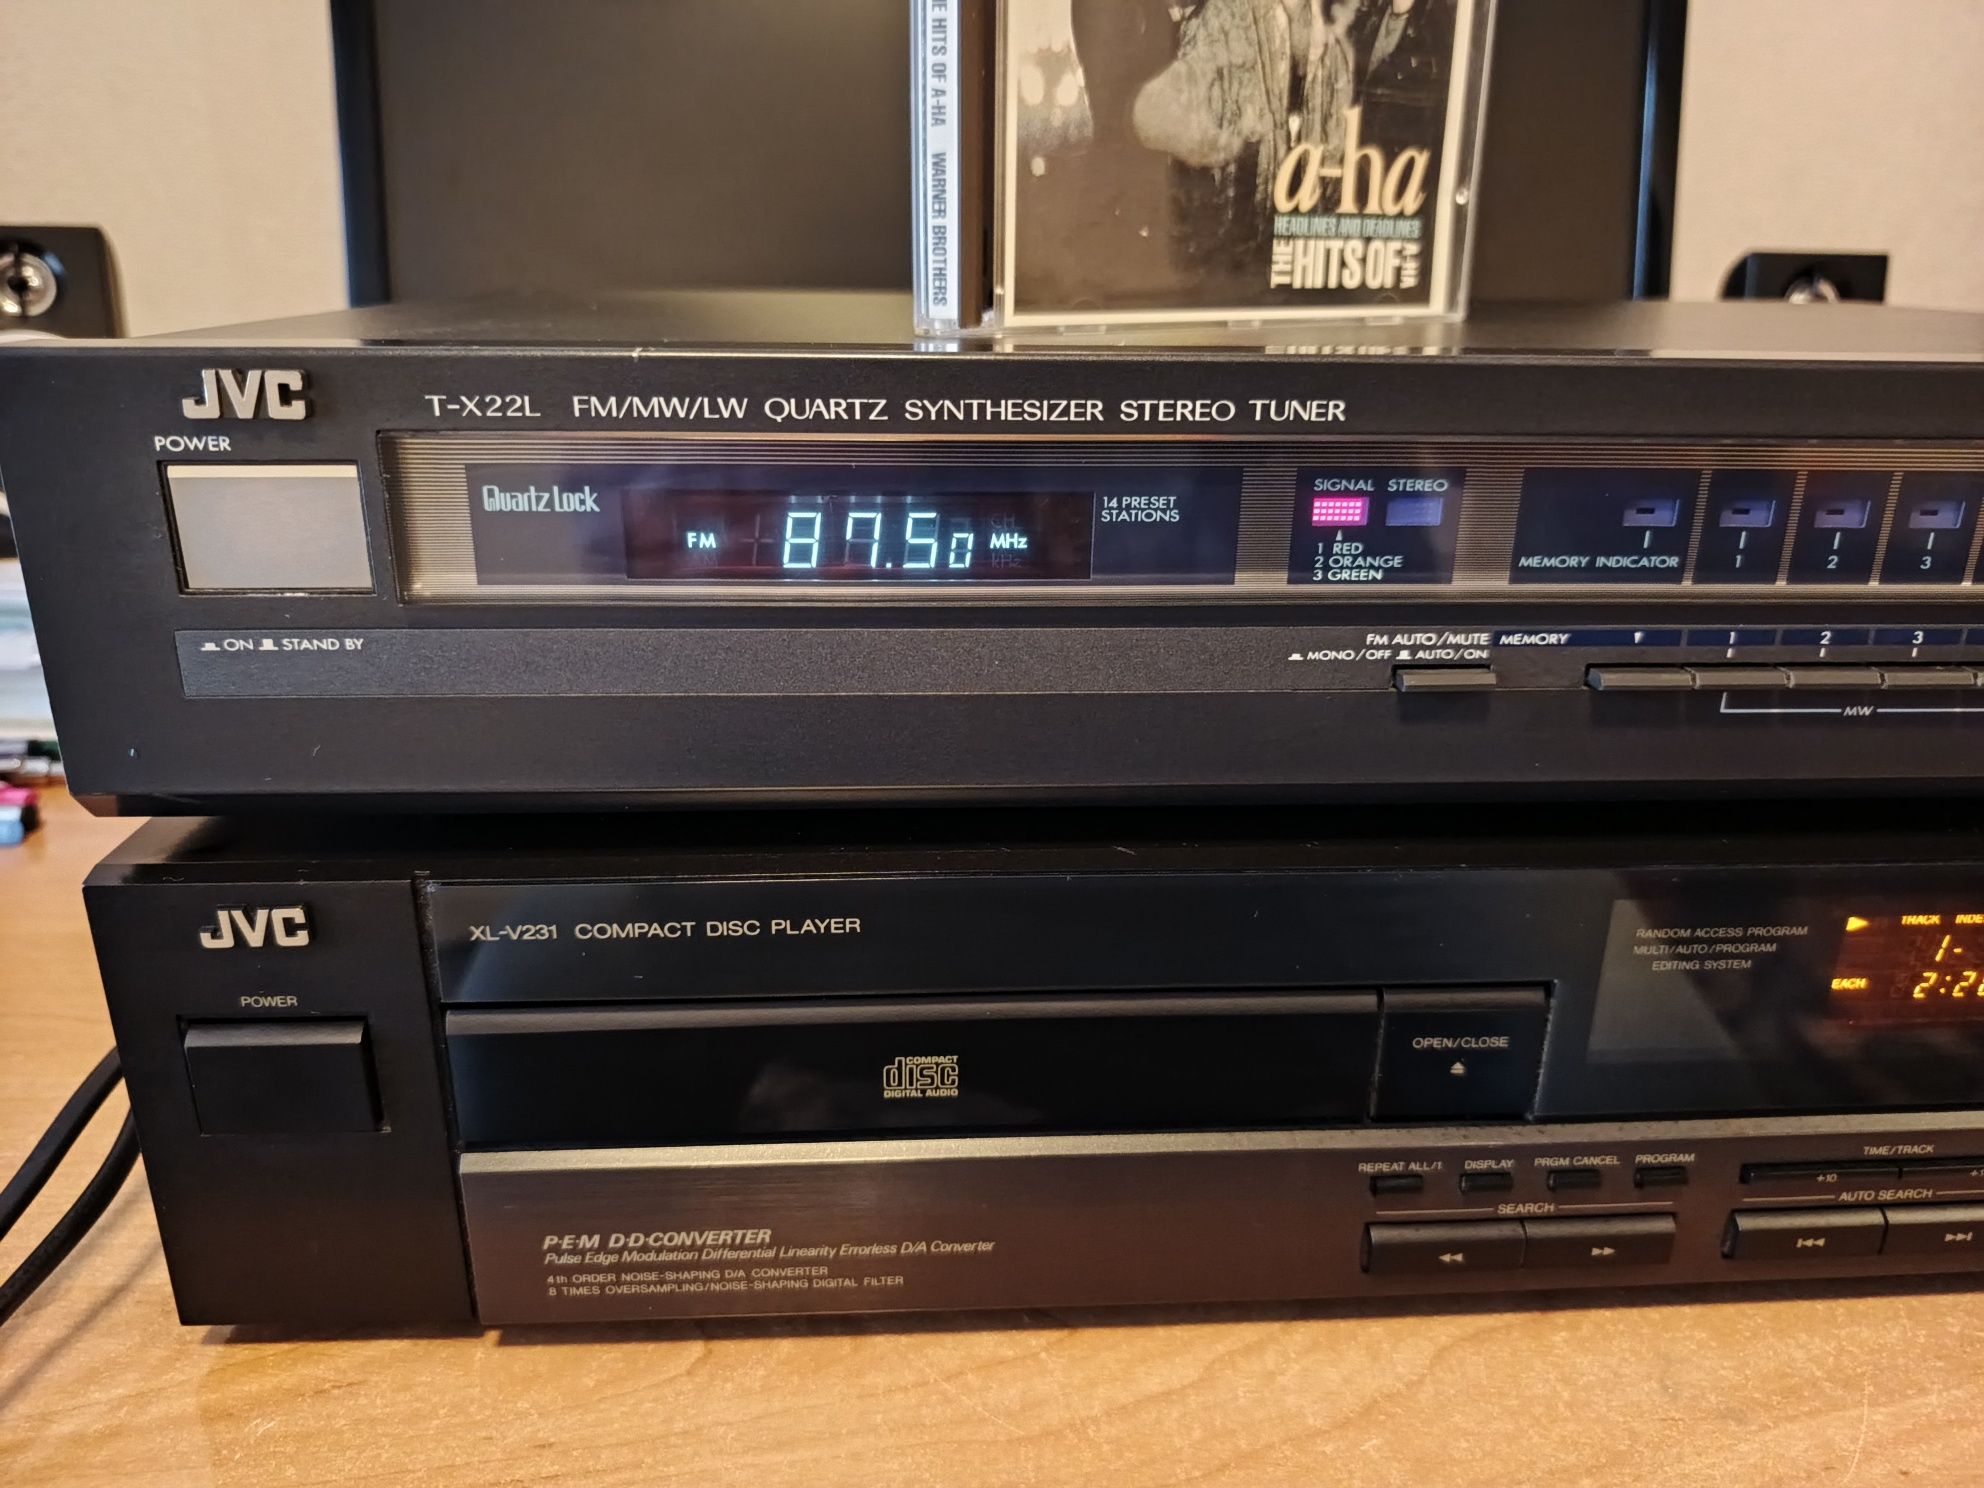 HE HITS OF A-HA WARNER BROTHERS
a-ha
HEADLINES AND DEADLINES
THE HITS OF A-HA
JVC
T-X22L FM/MW/LW QUARTZ SYNTHESIZER STEREO TUNER
POWER
Quartz Lock
FM 87.50 MHz
14 PRESET
STATIONS
SIGNAL STEREO
1 RED
2 ORANGE
3 GREEN
MEMORY INDICATOR 1 2 3
ON STAND BY
FM AUTO/MUTE
MONO/OFF AUTO/ON
MEMORY 1 2 3
MW
JVC
XL-V231 COMPACT DISC PLAYER
POWER
COMPACT
disc
DIGITAL AUDIO
OPEN/CLOSE
RANDOM ACCESS PROGRAM
MULTI/AUTO/PROGRAM
EDITING SYSTEM
TRACK INDE
1-
EACH 2:2
REPEAT ALL/1 DISPLAY PRGM CANCEL PROGRAM
SEARCH
TIME/TRACK
+10 +1
AUTO SEARCH
P·E·M D·D·CONVERTER
Pulse Edge Modulation Differential Linearity Errorless D/A Converter
4th ORDER NOISE-SHAPING D/A CONVERTER
8 TIMES OVERSAMPLING/NOISE-SHAPING DIGITAL FILTER